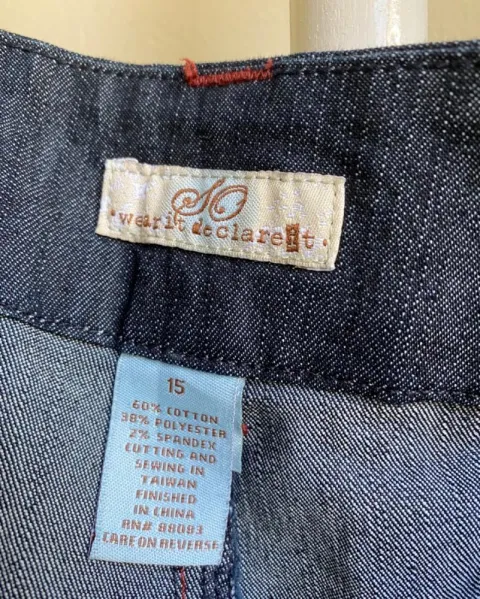 SO
·wear it declare it·
15
60% COTTON
38% POLYESTER
2% SPANDEX
CUTTING AND
SEWING IN
TAIWAN
FINISHED
IN CHINA
RN# 88083
CARE ON REVERSE